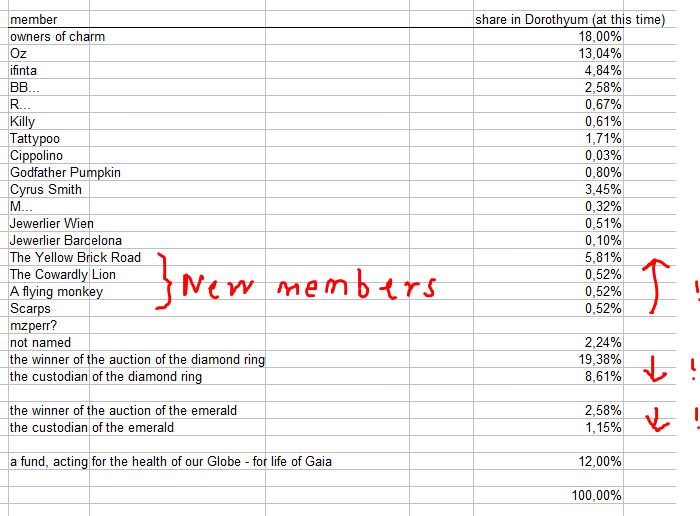 member share in Dorothyum (at this time)
owners of charm 18,00%
Oz 13,04%
ifinta 4,84%
BB... 2,58%
R... 0,67%
Killy 0,61%
Tattypoo 1,71%
Cippolino 0,03%
Godfather Pumpkin 0,80%
Cyrus Smith 3,45%
M... 0,32%
Jewerlier Wien 0,51%
Jewerlier Barcelona 0,10%
The Yellow Brick Road 5,81%
The Cowardly Lion 0,52%
A flying monkey 0,52%
New members
Scarps 0,52%
mzperr?
not named 2,24%
the winner of the auction of the diamond ring 19,38%
the custodian of the diamond ring 8,61% !
the winner of the auction of the emerald 2,58%
the custodian of the emerald 1,15% !
a fund, acting for the health of our Globe - for life of Gaia 12,00%
100,00%